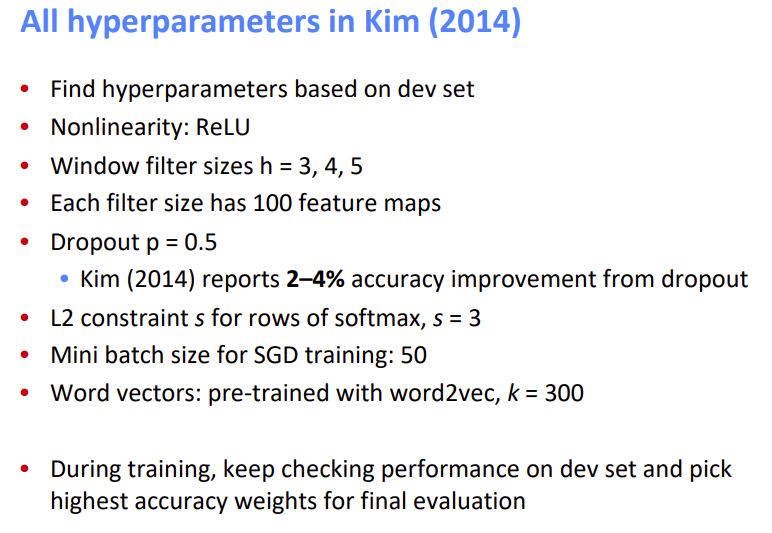 All hyperparameters in Kim (2014)
• Find hyperparameters based on dev set
• Nonlinearity: ReLU
• Window filter sizes h = 3, 4, 5
• Each filter size has 100 feature maps
• Dropout p = 0.5
• Kim (2014) reports 2–4% accuracy improvement from dropout
• L2 constraint s for rows of softmax, s = 3
• Mini batch size for SGD training: 50
• Word vectors: pre-trained with word2vec, k = 300
• During training, keep checking performance on dev set and pick
highest accuracy weights for final evaluation